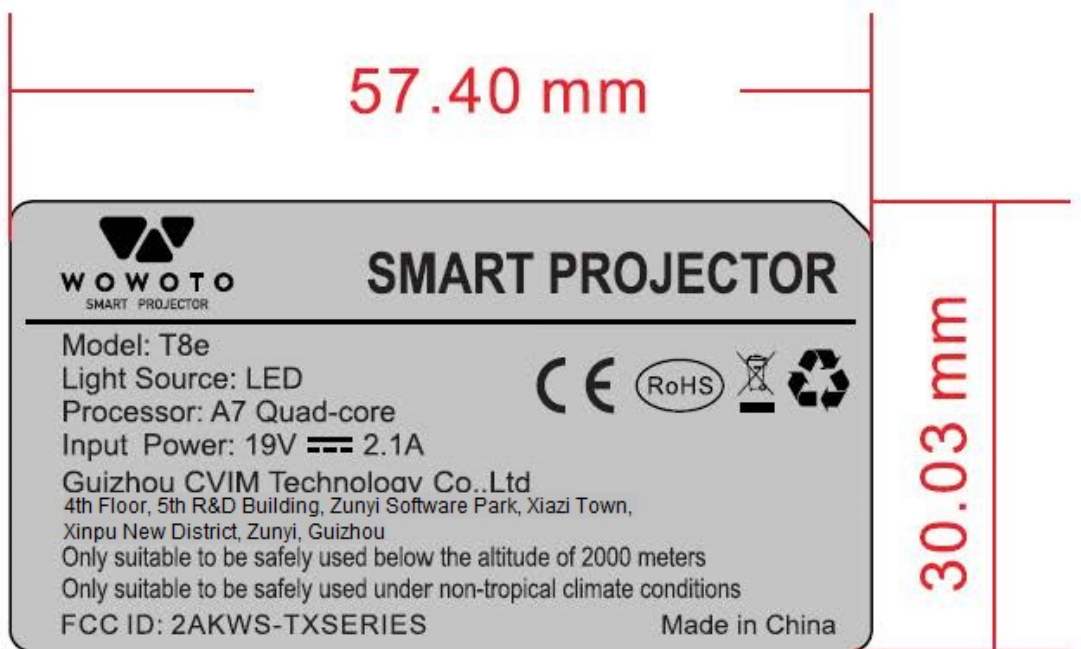 57.40 mm
WOWOTO
SMART PROJECTOR
SMART PROJECTOR
Model: T8e
Light Source: LED
Processor: A7 Quad-core
Input Power: 19V 2.1A
CE RoHS
Guizhou CVIM Technology Co.,Ltd
4th Floor, 5th R&D Building, Zunyi Software Park, Xiazi Town,
Xinpu New District, Zunyi, Guizhou
Only suitable to be safely used below the altitude of 2000 meters
Only suitable to be safely used under non-tropical climate conditions
FCC ID: 2AKWS-TXSERIES Made in China
30.03 mm